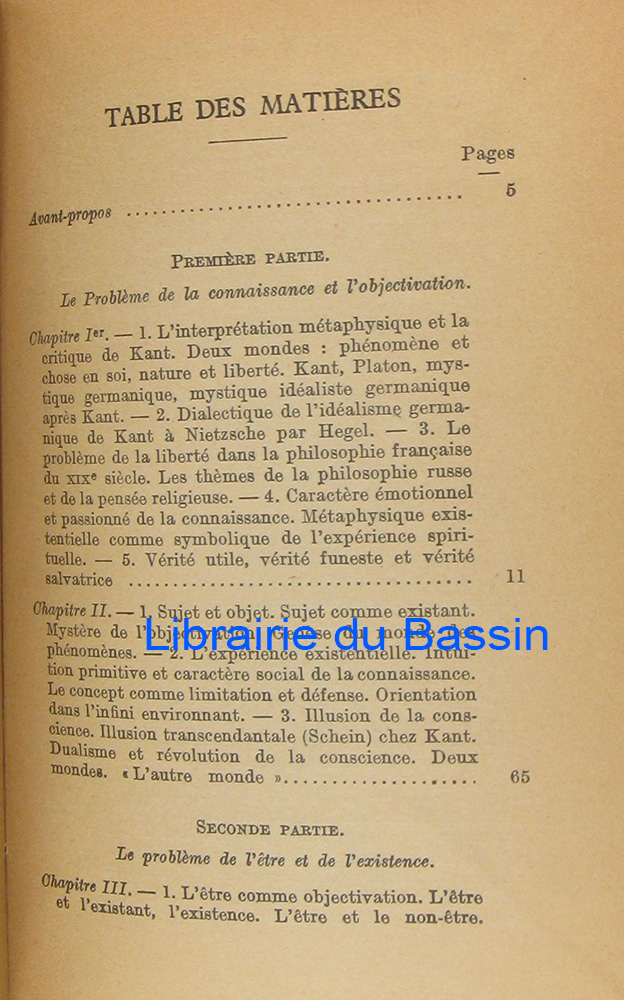 TABLE DES MATIÈRES
Pages
Avant-propos .................................... 5
PREMIÈRE PARTIE.
Le Problème de la connaissance et l'objectivation.
Chapitre Ier. — 1. L'interprétation métaphysique et la
critique de Kant. Deux mondes : phénomène et
chose en soi, nature et liberté. Kant, Platon, mys-
tique germanique, mystique idéaliste germanique
après Kant. — 2. Dialectique de l'idéalisme germa-
nique de Kant à Nietzsche par Hegel. — 3. Le
problème de la liberté dans la philosophie française
du XIXe siècle. Les thèmes de la philosophie russe
et de la pensée religieuse. — 4. Caractère émotionnel
et passionné de la connaissance. Métaphysique exis-
tentielle comme symbolique de l'expérience spiri-
tuelle. — 5. Vérité utile, vérité funeste et vérité
salvatrice .................................... 11
Chapitre II. — 1. Sujet et objet. Sujet comme existant.
Mystère de l'objectivation. Genèse du monde des
Librairie du Bassin
phénomènes. — 2. L'expérience existentielle. Intui-
tion primitive et caractère social de la connaissance.
Le concept comme limitation et défense. Orientation
dans l'infini environnant. — 3. Illusion de la cons-
cience. Illusion transcendantale (Schein) chez Kant.
Dualisme et révolution de la conscience. Deux
mondes. « L'autre monde »..................... 65
SECONDE PARTIE.
Le problème de l'être et de l'existence.
Chapitre III. — 1. L'être comme objectivation. L'être
et l'existant, l'existence. L'être et le non-être.